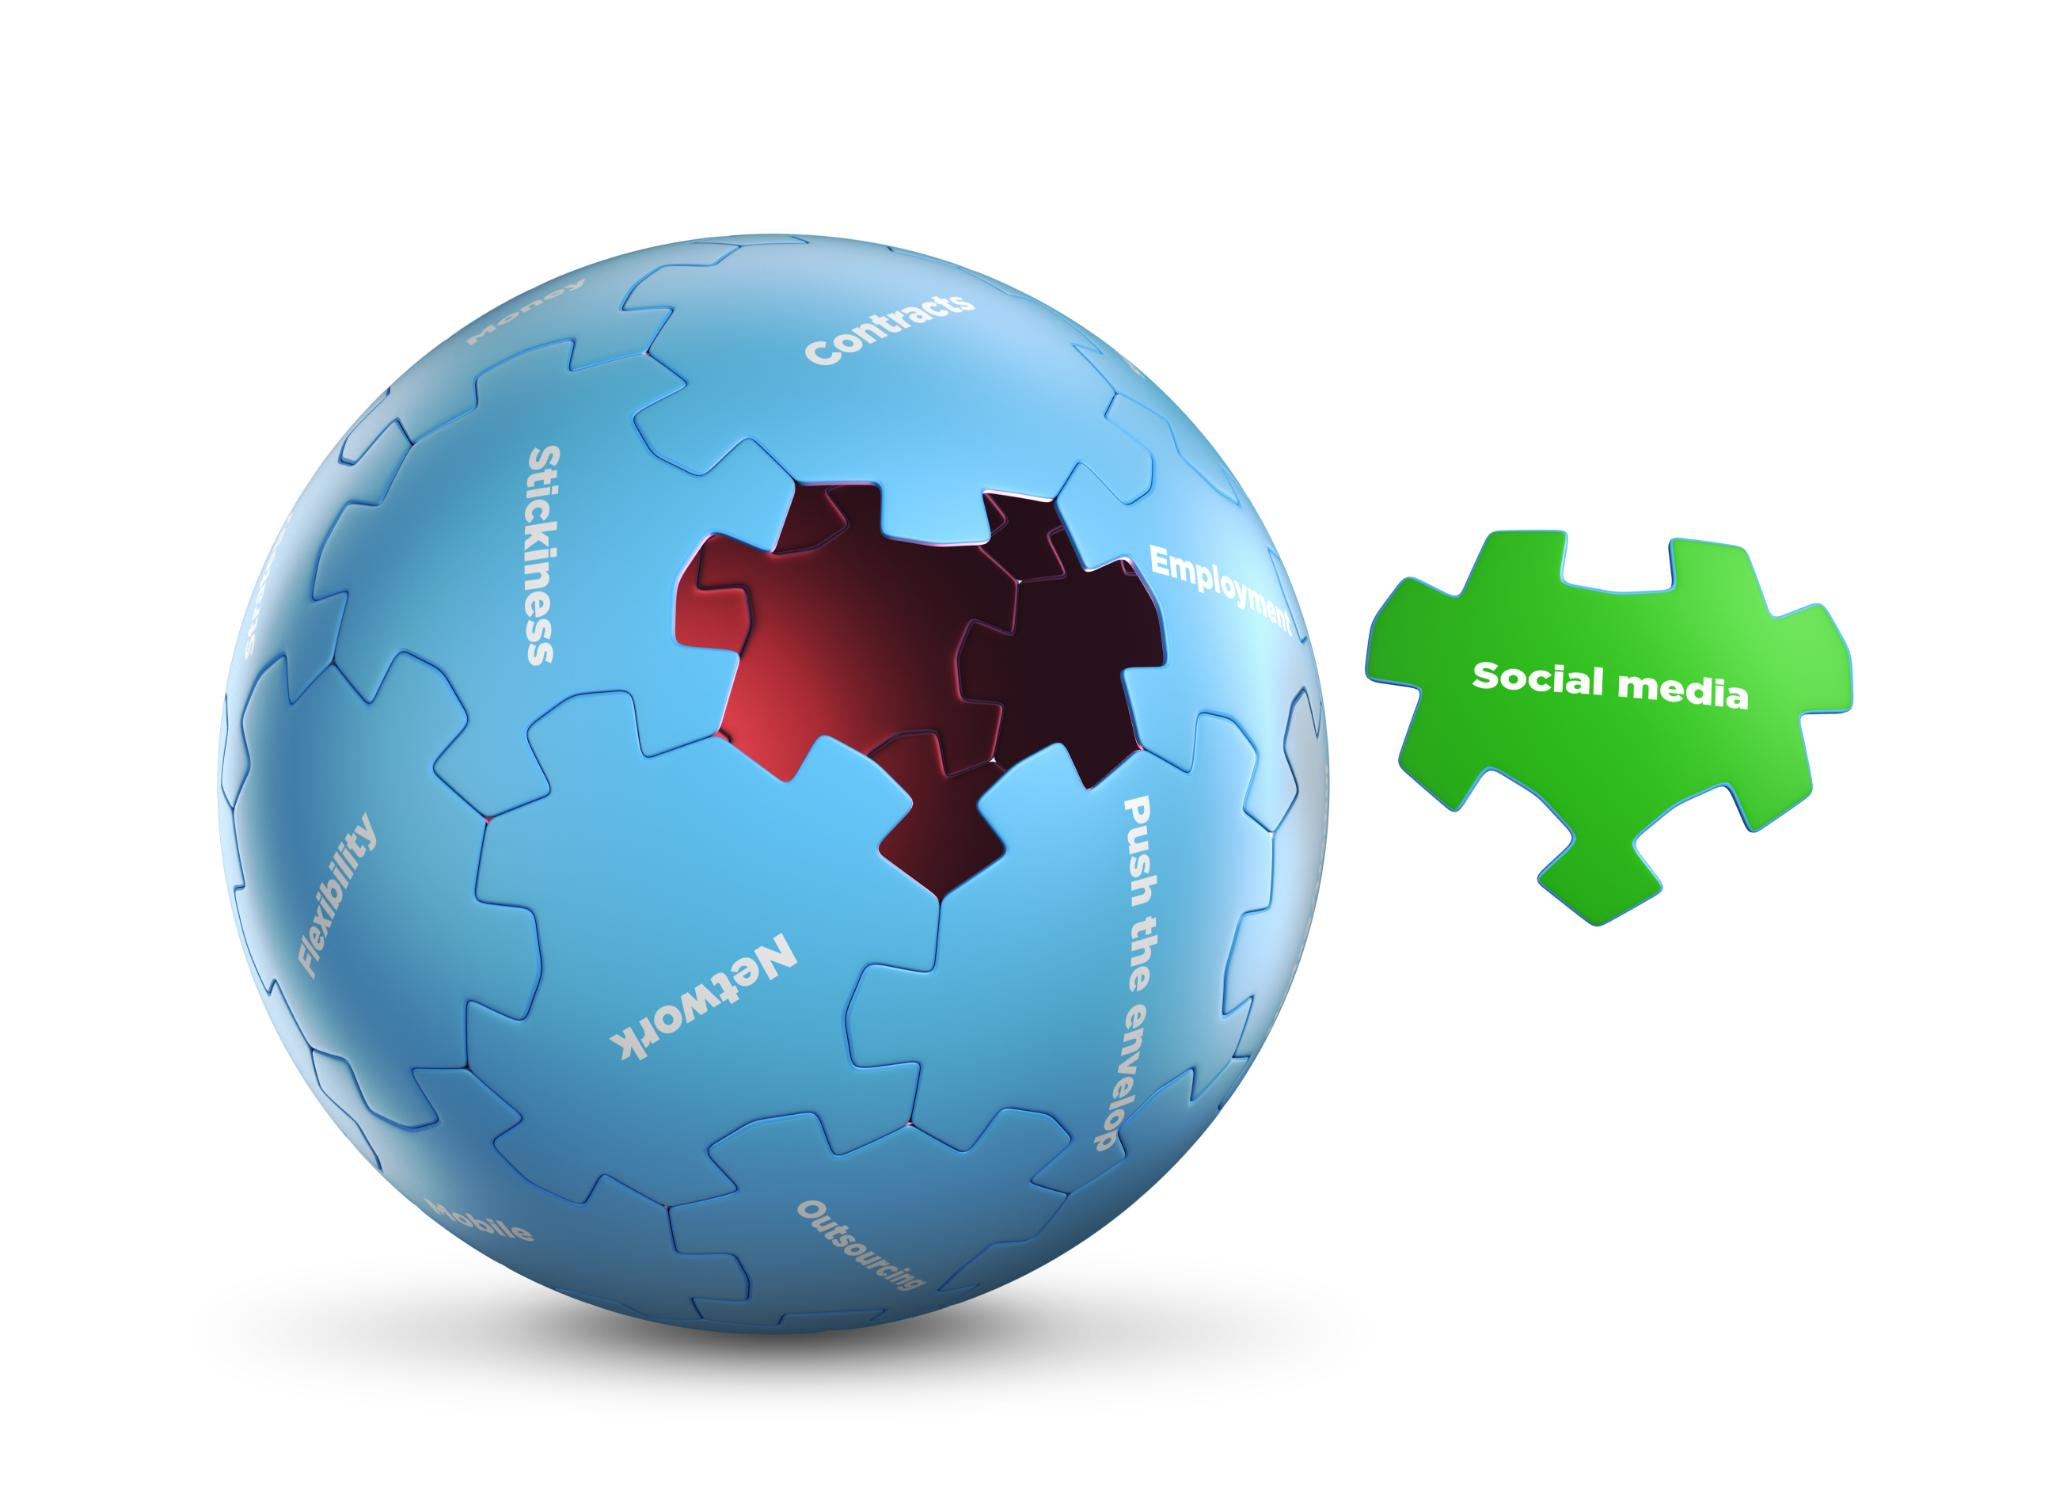 Money
Contracts
Stickiness
Employment
Social media
Flexibility
Push the envelop
Network
Mobile
Outsourcing